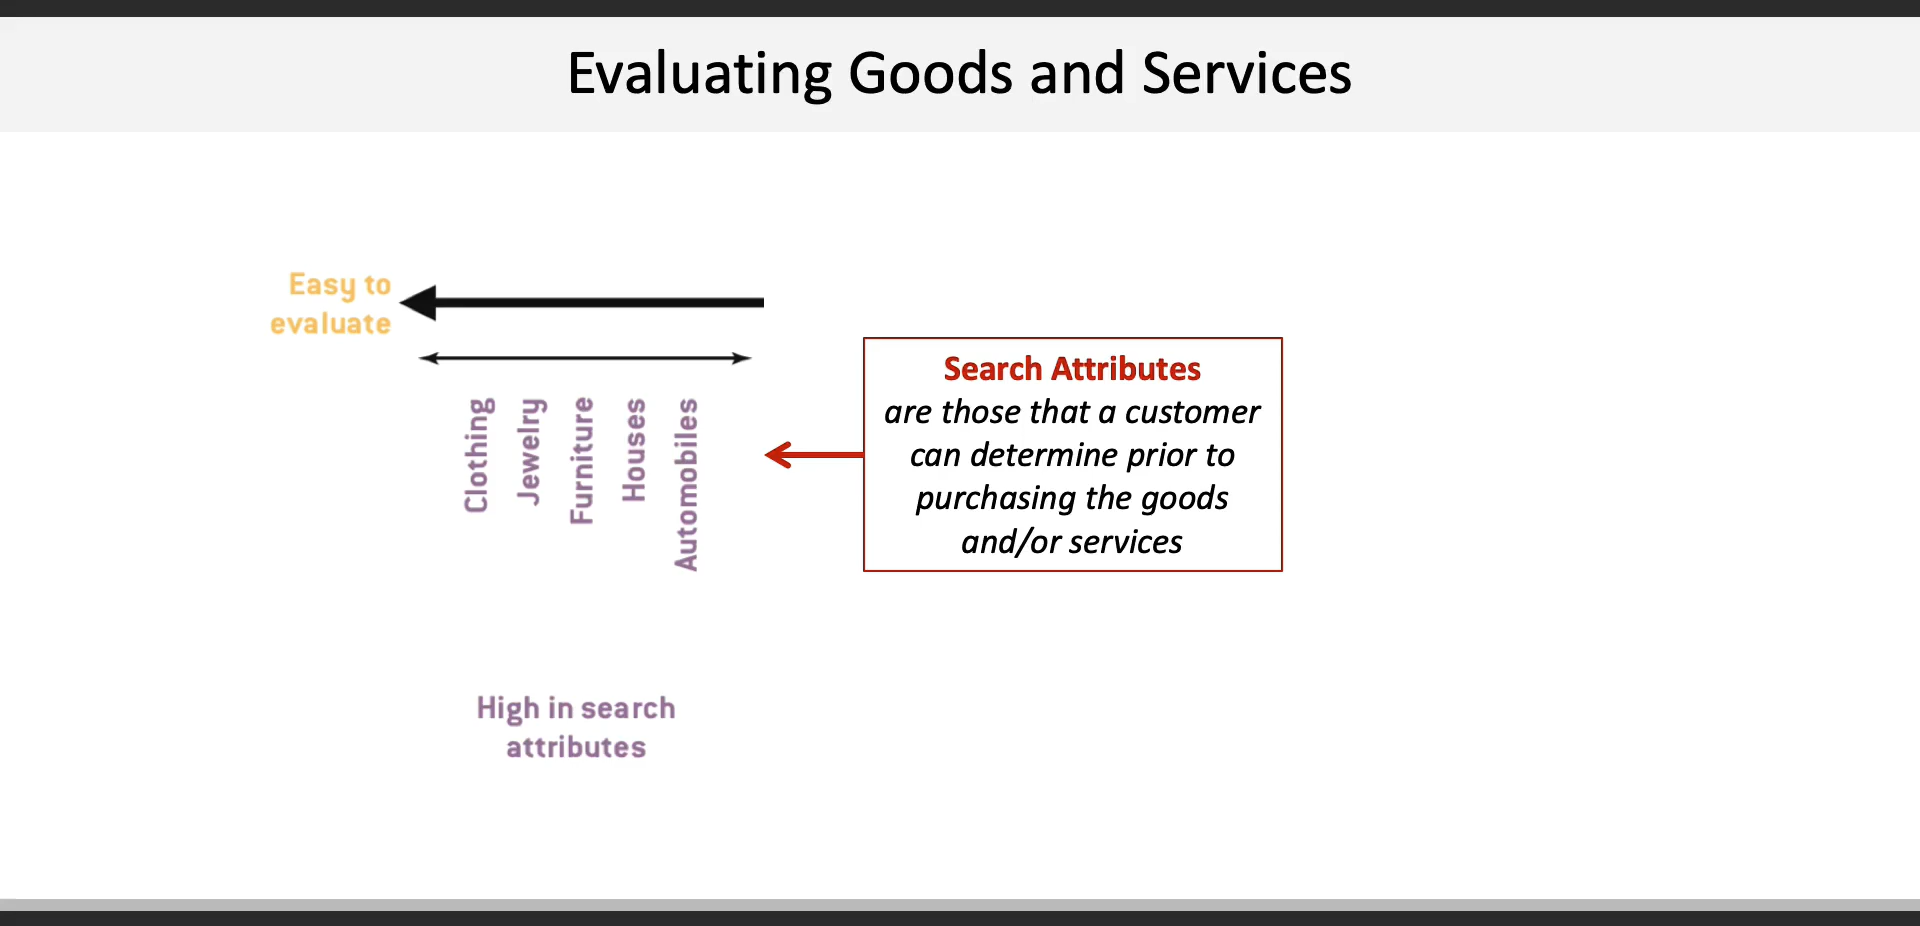 Evaluating Goods and Services
Easy to
evaluate
Clothing
Jewelry
Furniture
Houses
Automobiles
Search Attributes
are those that a customer
can determine prior to
purchasing the goods
and/or services
High in search
attributes